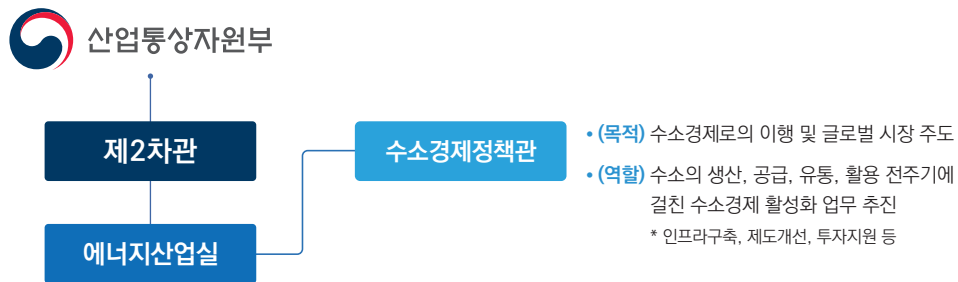 산업통상자원부
제2차관
수소경제정책관
에너지산업실
• (목적) 수소경제로의 이행 및 글로벌 시장 주도
• (역할) 수소의 생산, 공급, 유통, 활용 전주기에
걸친 수소경제 활성화 업무 추진
* 인프라구축, 제도개선, 투자지원 등